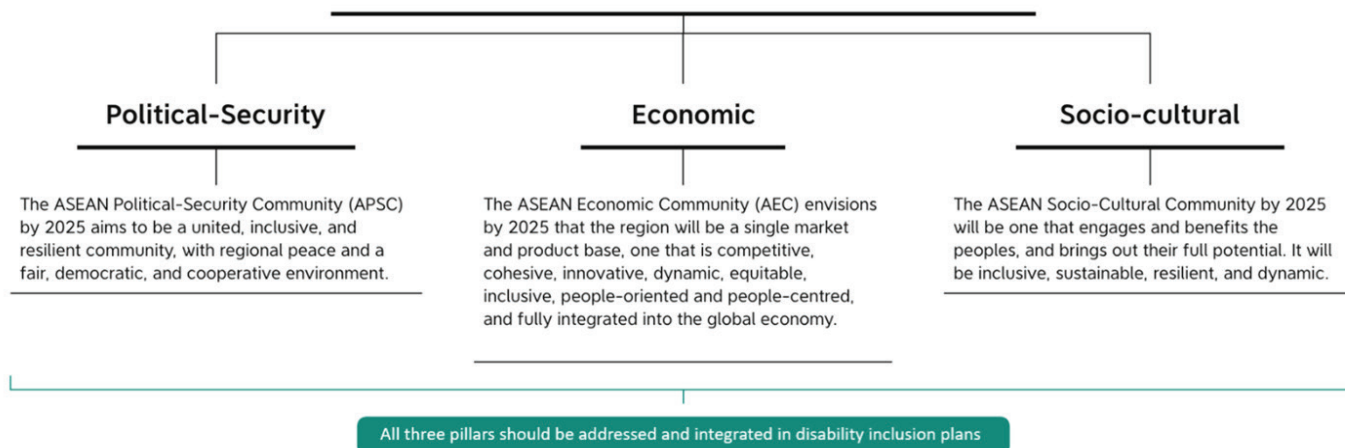 Political-Security
The ASEAN Political-Security Community (APSC)
by 2025 aims to be a united, inclusive, and
resilient community, with regional peace and a
fair, democratic, and cooperative environment.
Economic
The ASEAN Economic Community (AEC) envisions
by 2025 that the region will be a single market
and product base, one that is competitive,
cohesive, innovative, dynamic, equitable,
inclusive, people-oriented and people-centred,
and fully integrated into the global economy.
Socio-cultural
The ASEAN Socio-Cultural Community by 2025
will be one that engages and benefits the
peoples, and brings out their full potential. It will
be inclusive, sustainable, resilient, and dynamic.
All three pillars should be addressed and integrated in disability inclusion plans